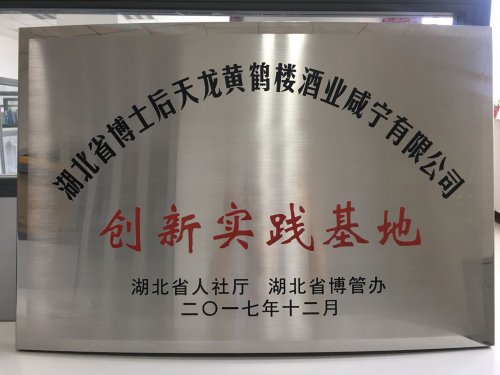 湖北省博士后天龙黄鹤楼酒业咸宁有限公司
创新实践基地
湖北省人社厅 湖北省博管办
二〇一七年十二月